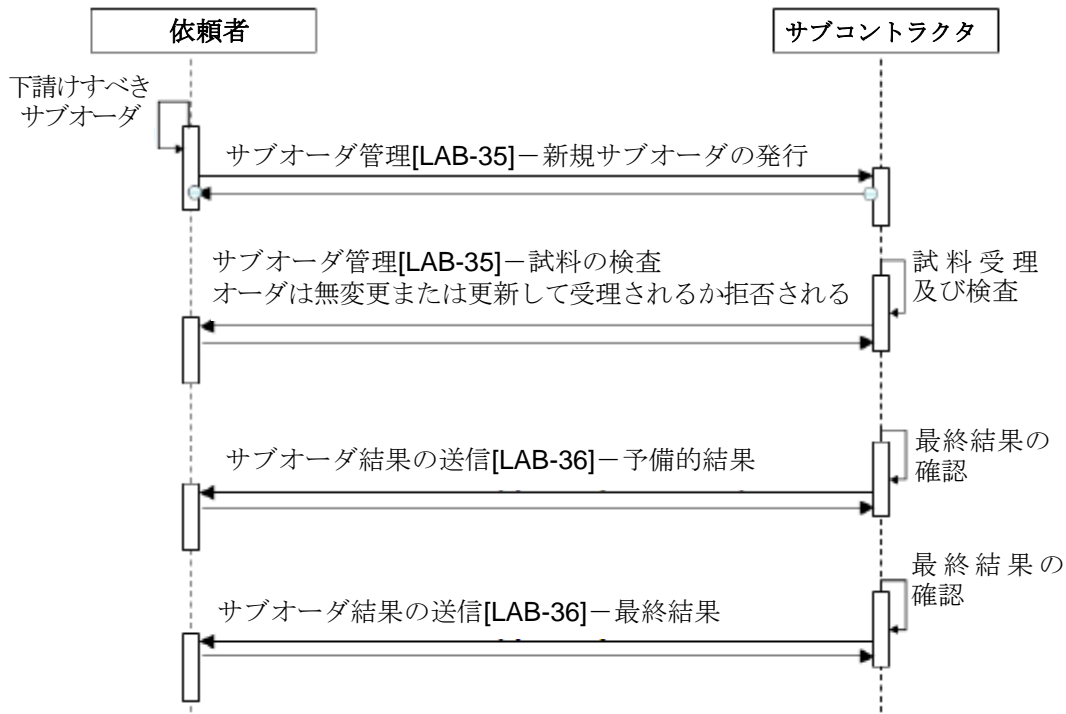 依頼者
サブコントラクタ
下請けすべき
サブオーダ
サブオーダ管理[LAB-35]－新規サブオーダの発行
サブオーダ管理[LAB-35]－試料の検査
オーダは無変更または更新して受理されるか拒否される
試料受理
及び検査
サブオーダ結果の送信[LAB-36]－予備的結果
最終結果の
確認
サブオーダ結果の送信[LAB-36]－最終結果
最終結果の
確認